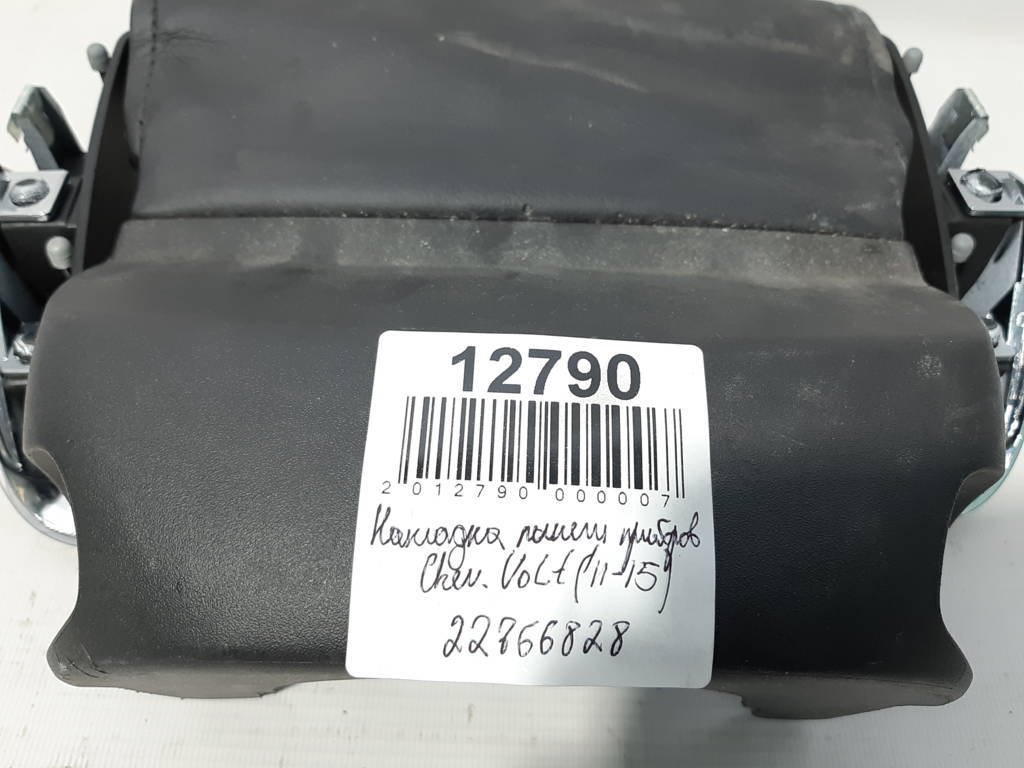 12790
2 012790 000007
Накладка панели приборов
Chev. Volt ('11-15)
22766828